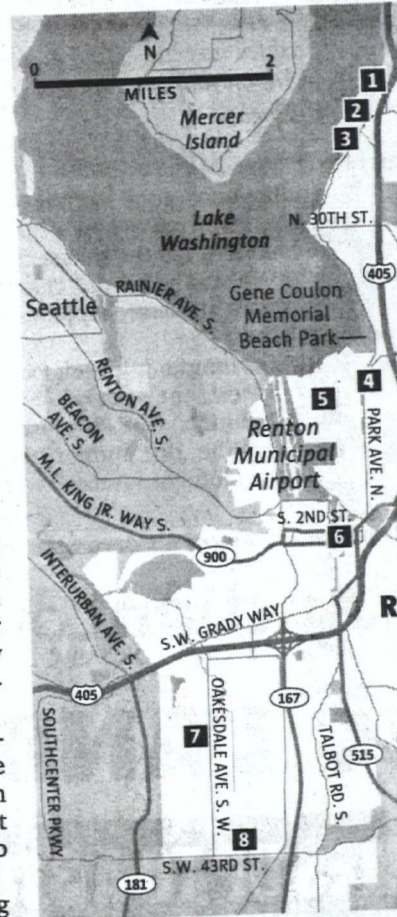 N
0 2
MILES
Mercer
Island
1
2
3
Lake
Washington
N. 30TH ST.
405
RAINIER AVE. S.
Seattle
Gene Coulon
Memorial
Beach Park
RENTON AVE. S.
4
5
PARK AVE. N.
BEACON
AVE. S.
Renton
Municipal
Airport
M.L. KING JR. WAY S.
S. 2ND ST.
6
900
INTERURBAN AVE. S.
R
S.W. GRADY WAY
405
167
SOUTHCENTER PKWY.
OAKESDALE AVE. S. W.
7
TALBOT RD. S.
515
8
S.W. 43RD ST.
181
g